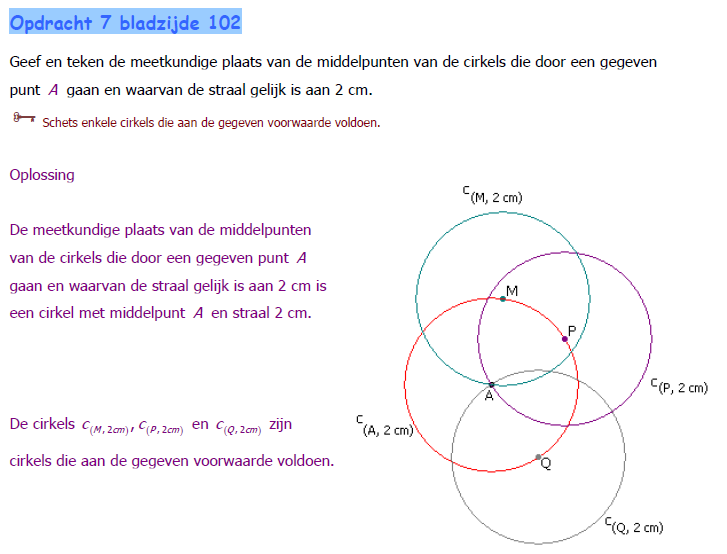 Opdracht 7 bladzijde 102
Geef en teken de meetkundige plaats van de middelpunten van de cirkels die door een gegeven
punt A gaan en waarvan de straal gelijk is aan 2 cm.
Schets enkele cirkels die aan de gegeven voorwaarde voldoen.
Oplossing
De meetkundige plaats van de middelpunten
van de cirkels die door een gegeven punt A
gaan en waarvan de straal gelijk is aan 2 cm is
een cirkel met middelpunt A en straal 2 cm.
De cirkels C(M, 2cm), C(P, 2cm) en C(Q, 2cm) zijn
cirkels die aan de gegeven voorwaarde voldoen.
C(M, 2 cm)
M
P
A
C(P, 2 cm)
C(A, 2 cm)
Q
C(Q, 2 cm)